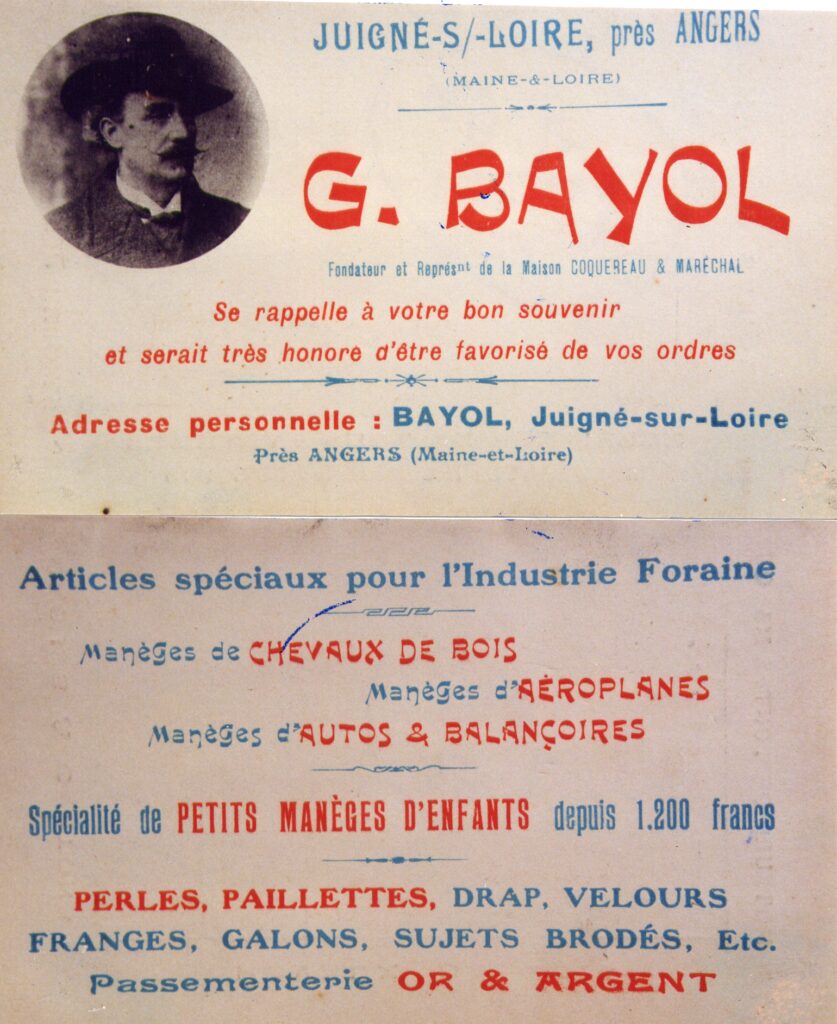 JUIGNÉ-S/-LOIRE, près ANGERS
(MAINE-&-LOIRE)
G. BAYOL
Fondateur et Représnt de la Maison COQUEREAU & MARÉCHAL
Se rappelle à votre bon souvenir
et serait très honoré d'être favorisé de vos ordres
Adresse personnelle : BAYOL, Juigné-sur-Loire
Près ANGERS (Maine-et-Loire)
Articles spéciaux pour l'Industrie Foraine
Manèges de CHEVAUX DE BOIS
Manèges d'AÉROPLANES
Manèges d'AUTOS & BALANÇOIRES
Spécialité de PETITS MANÈGES D'ENFANTS depuis 1.200 francs
PERLES, PAILLETTES, DRAP, VELOURS
FRANGES, GALONS, SUJETS BRODÉS, Etc.
Passementerie OR & ARGENT